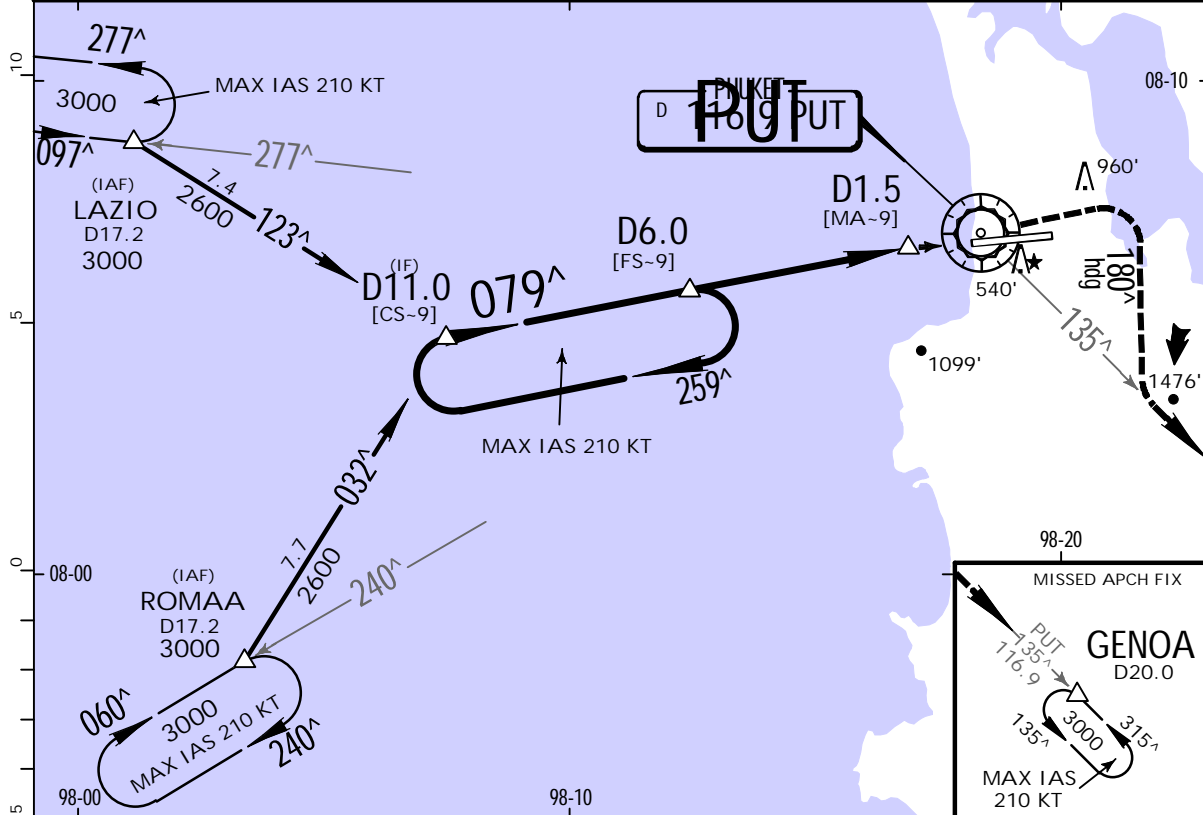 277^
MAX IAS 210 KT
3000
10
08-10
097^
277^
PHUKET
D 116.9 PUT
PUT
960'
(IAF)
LAZIO
D17.2
3000
7.4
2600
123^
D1.5
[MA~9]
D6.0
[FS~9]
(IF)
D11.0
[CS~9]
079^
540'
180^
hdg
135^
5
1099'
1476'
259^
MAX IAS 210 KT
032^
7.7
2600
240^
0
08-00
98-20
(IAF)
ROMAA
D17.2
3000
060^
3000
MAX IAS 210 KT
240^
MISSED APCH FIX
PUT
135^
116.9
GENOA
D20.0
3000
135^
315^
MAX IAS
210 KT
5
98-00
98-10